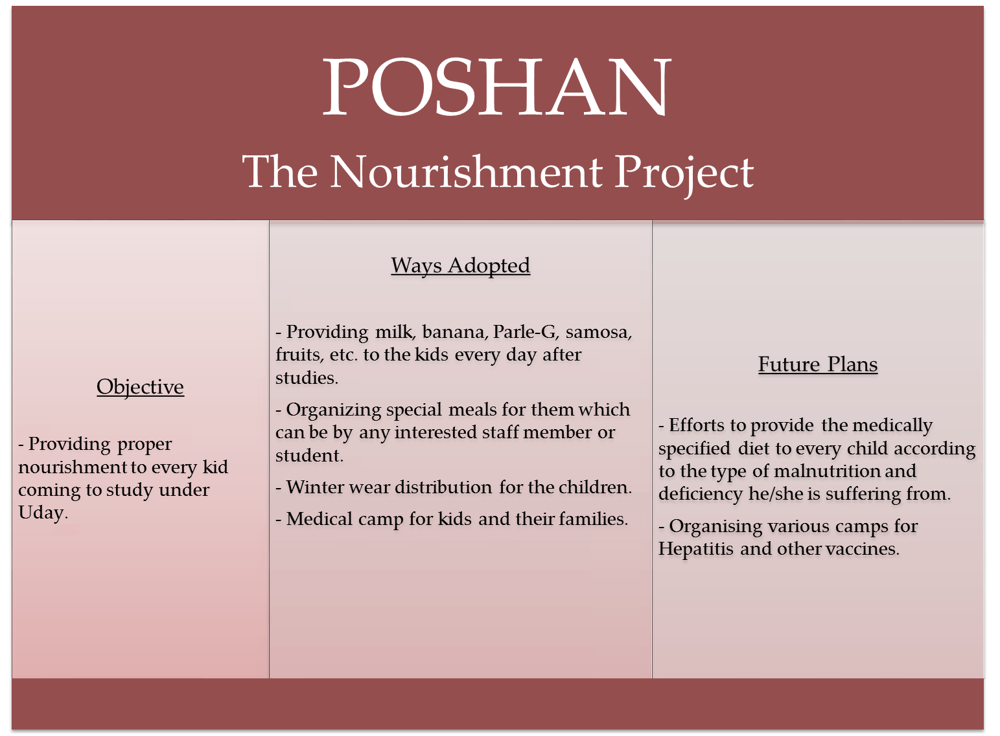 POSHAN
The Nourishment Project
Objective
- Providing proper
nourishment to every kid
coming to study under
Uday.
Ways Adopted
- Providing milk, banana, Parle-G, samosa,
fruits, etc. to the kids every day after
studies.
- Organizing special meals for them which
can be by any interested staff member or
student.
- Winter wear distribution for the children.
- Medical camp for kids and their families.
Future Plans
- Efforts to provide the medically
specified diet to every child according
to the type of malnutrition and
deficiency he/she is suffering from.
- Organising various camps for
Hepatitis and other vaccines.